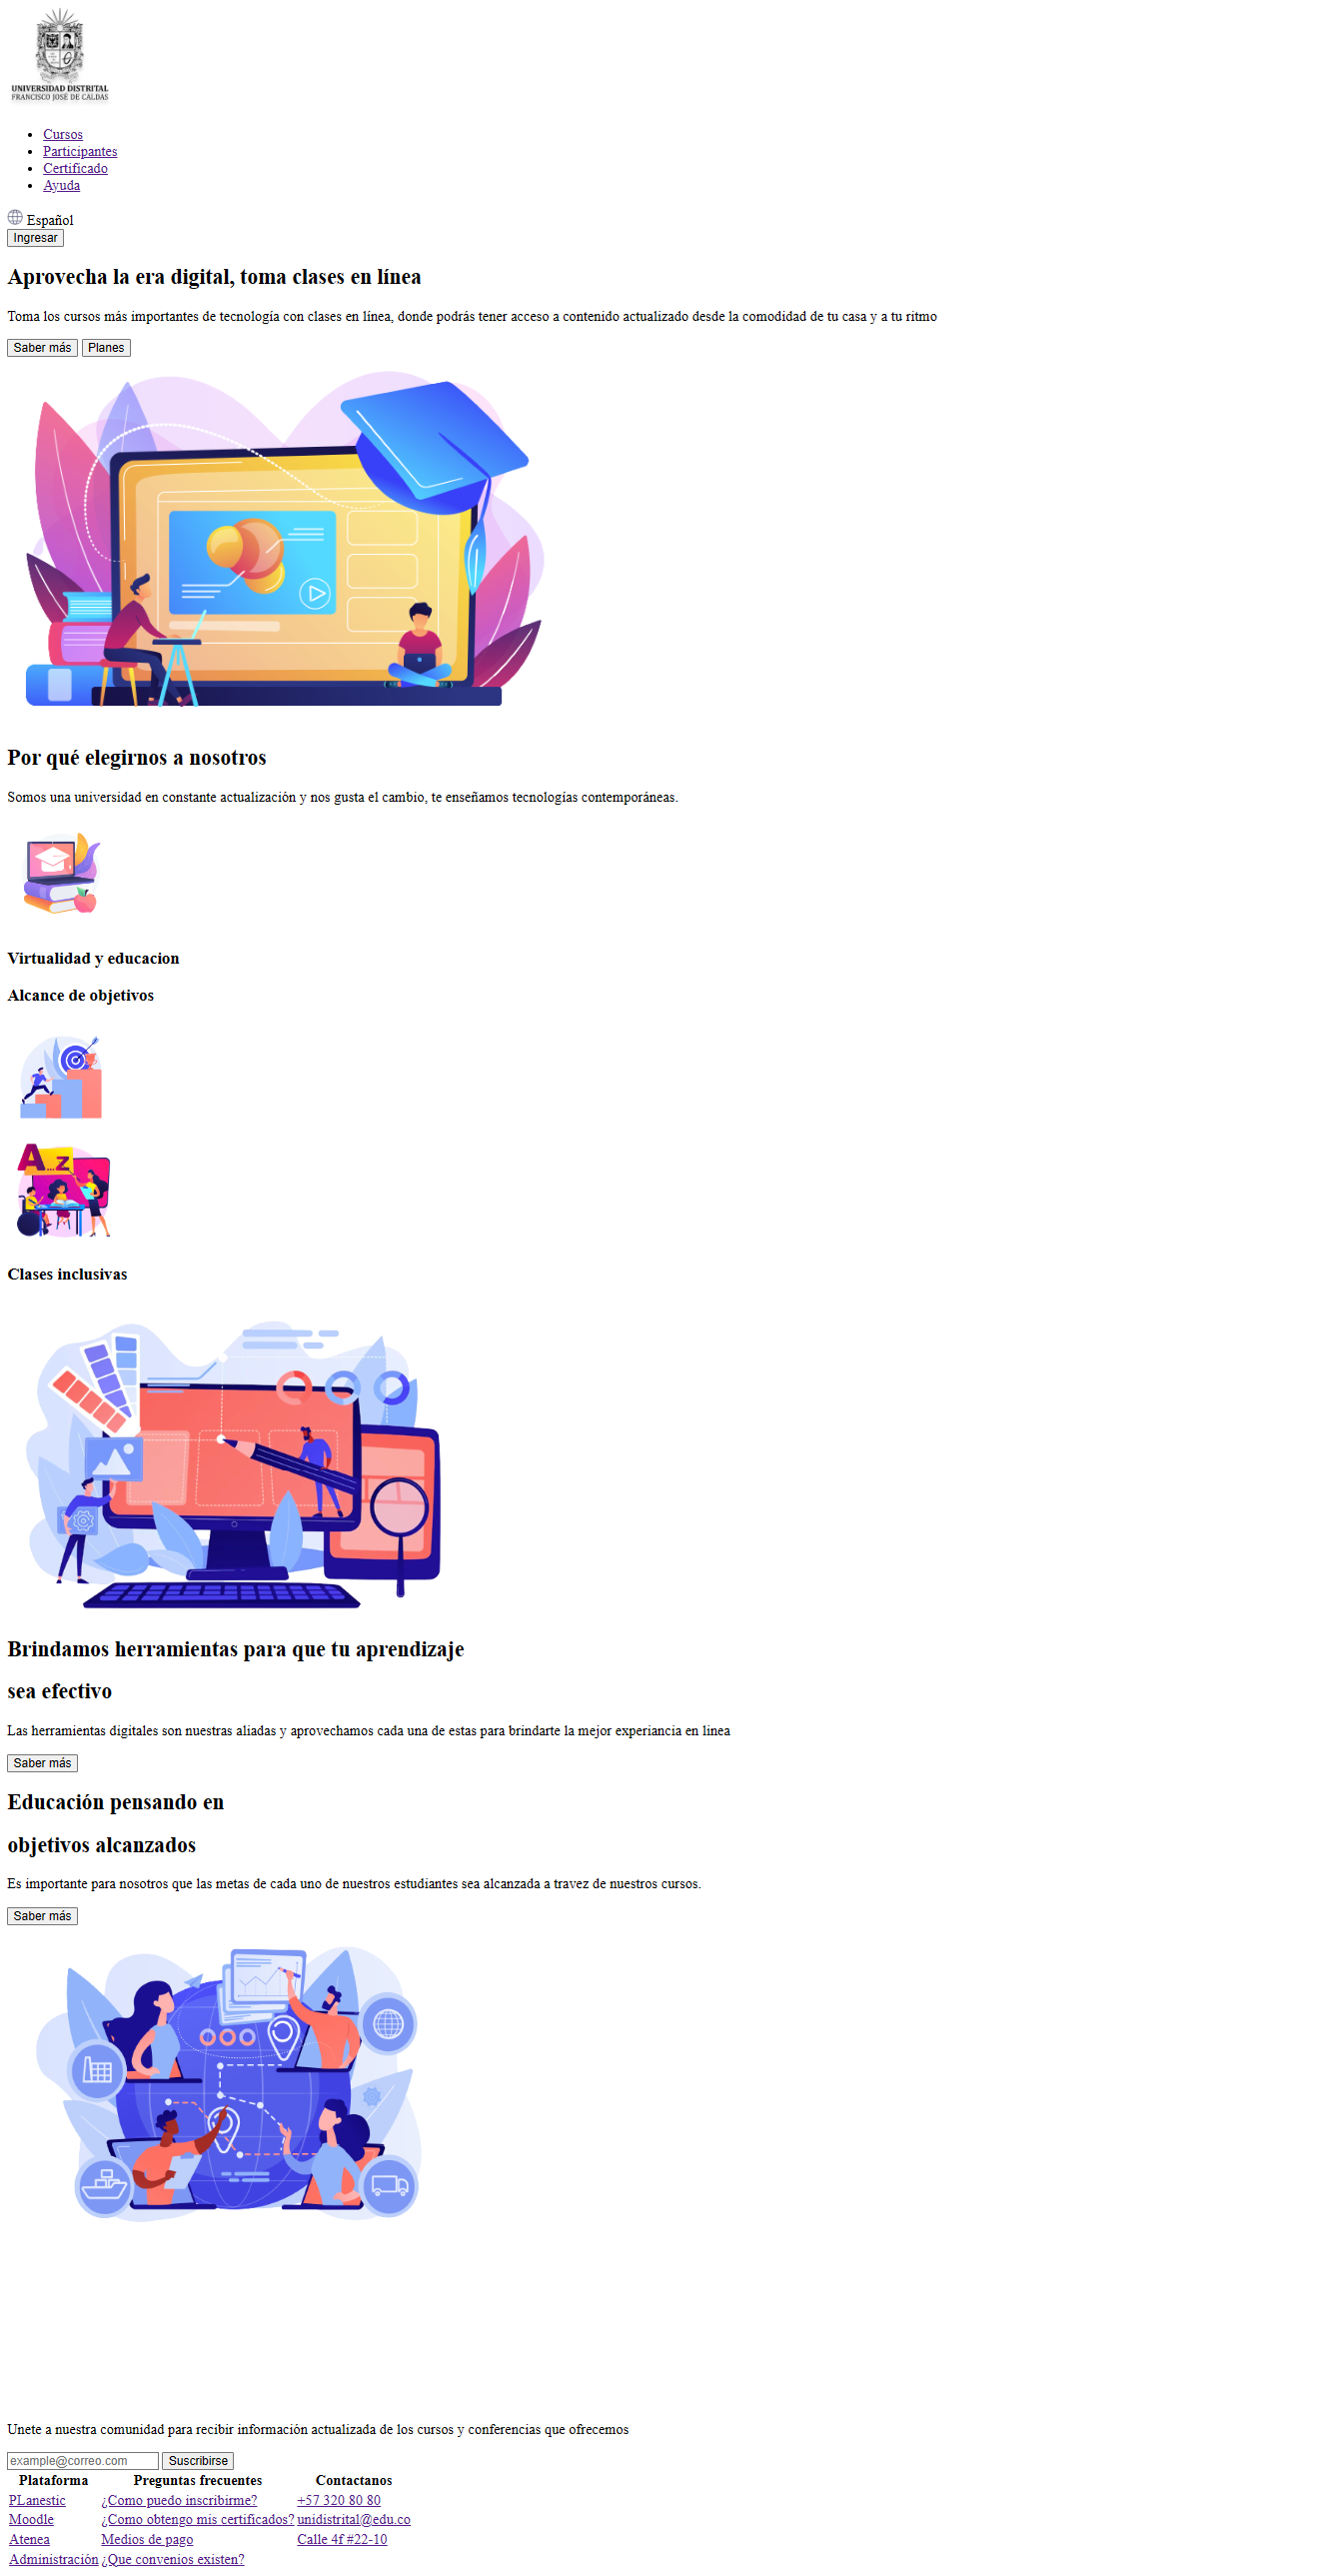 UNIVERSIDAD DISTRITAL
FRANCISCO JOSÉ DE CALDAS
Cursos
Participantes
Certificado
Ayuda
Español
Ingresar
Aprovecha la era digital, toma clases en línea
Toma los cursos más importantes de tecnología con clases en línea, donde podrás tener acceso a contenido actualizado desde la comodidad de tu casa y a tu ritmo
Saber más Planes
Por qué elegirnos a nosotros
Somos una universidad en constante actualización y nos gusta el cambio, te enseñamos tecnologías contemporáneas.
Virtualidad y educacion
Alcance de objetivos
A...Z
Clases inclusivas
Brindamos herramientas para que tu aprendizaje
sea efectivo
Las herramientas digitales son nuestras aliadas y aprovechamos cada una de estas para brindarte la mejor experiancia en linea
Saber más
Educación pensando en
objetivos alcanzados
Es importante para nosotros que las metas de cada uno de nuestros estudiantes sea alcanzada a travez de nuestros cursos.
Saber más
Unete a nuestra comunidad para recibir información actualizada de los cursos y conferencias que ofrecemos
example@correo.com Suscribirse
Plataforma Preguntas frecuentes Contactanos
PLanestic ¿Como puedo inscribirme? +57 320 80 80
Moodle ¿Como obtengo mis certificados? unidistrital@edu.co
Atenea Medios de pago Calle 4f #22-10
Administración ¿Que convenios existen?